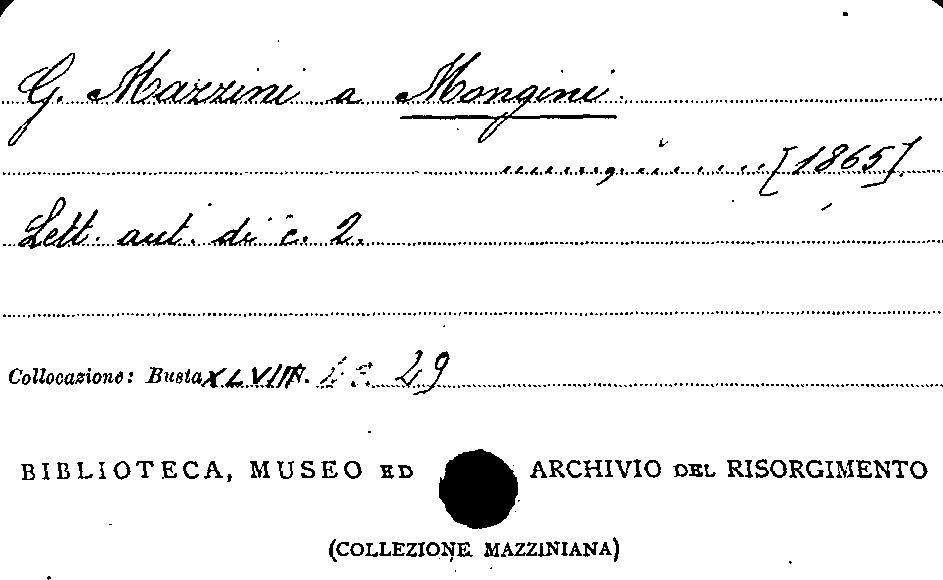 G. Mazzini a Mongini.
[1865].
Lett. aut. di c. 2.
Collocazione: Busta XLVIII N. 29
BIBLIOTECA, MUSEO ED ARCHIVIO DEL RISORGIMENTO
(COLLEZIONE MAZZINIANA)